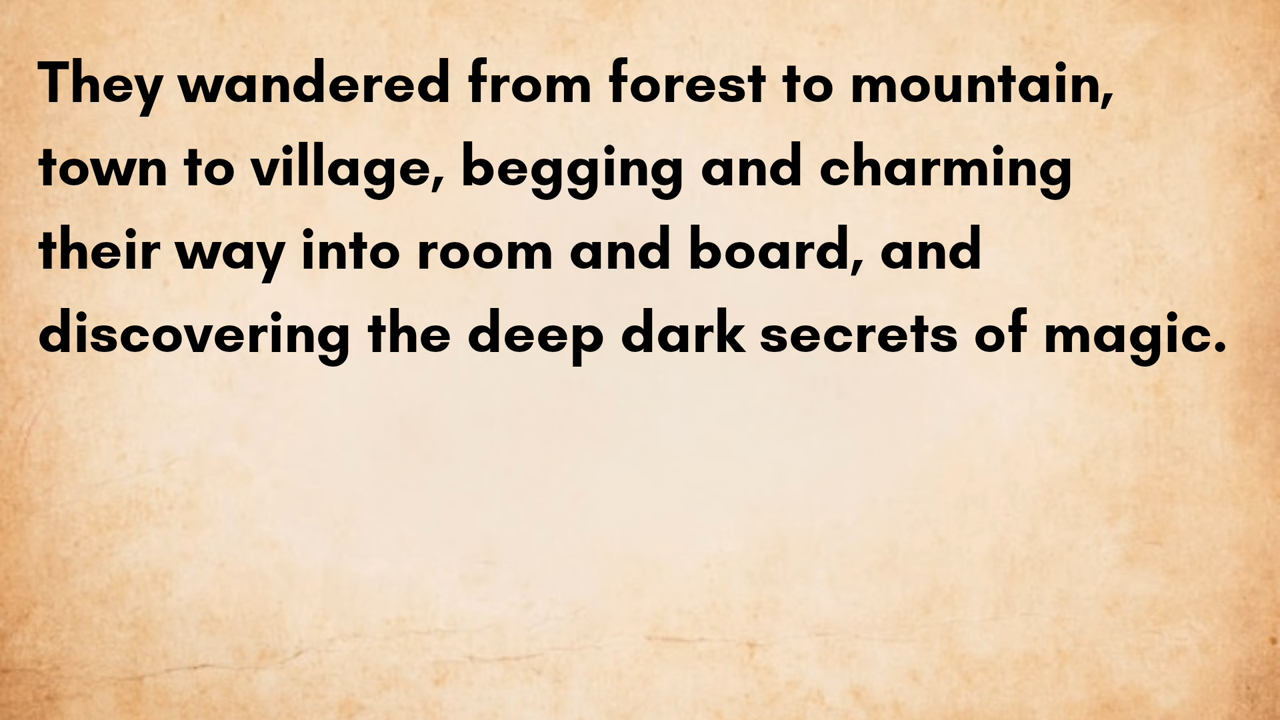 They wandered from forest to mountain,
town to village, begging and charming
their way into room and board, and
discovering the deep dark secrets of magic.